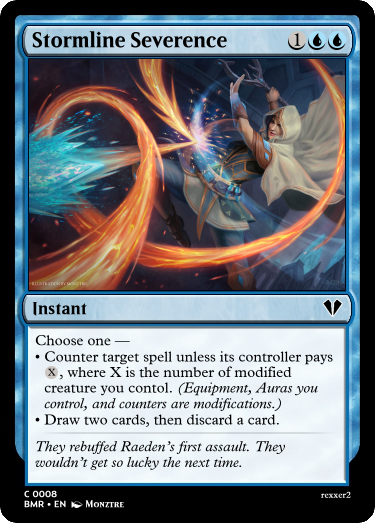 Stormline Severence 1
Instant
Choose one —
• Counter target spell unless its controller pays
X, where X is the number of modified
creature you contol. (Equipment, Auras you
control, and counters are modifications.)
• Draw two cards, then discard a card.
They rebuffed Raeden's first assault. They
wouldn't get so lucky the next time.
C 0008
BMR • EN Monztre
rexxer2